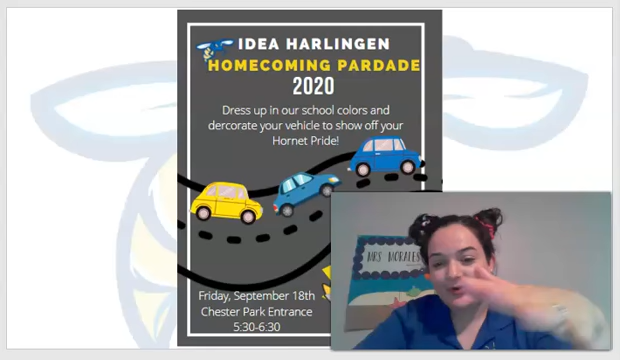 IDEA HARLINGEN
HOMECOMING PARDADE
2020
Dress up in our school colors and
dercorate your vehicle to show off your
Hornet Pride!
Friday, September 18th
Chester Park Entrance
5:30-6:30
MRS MORALES